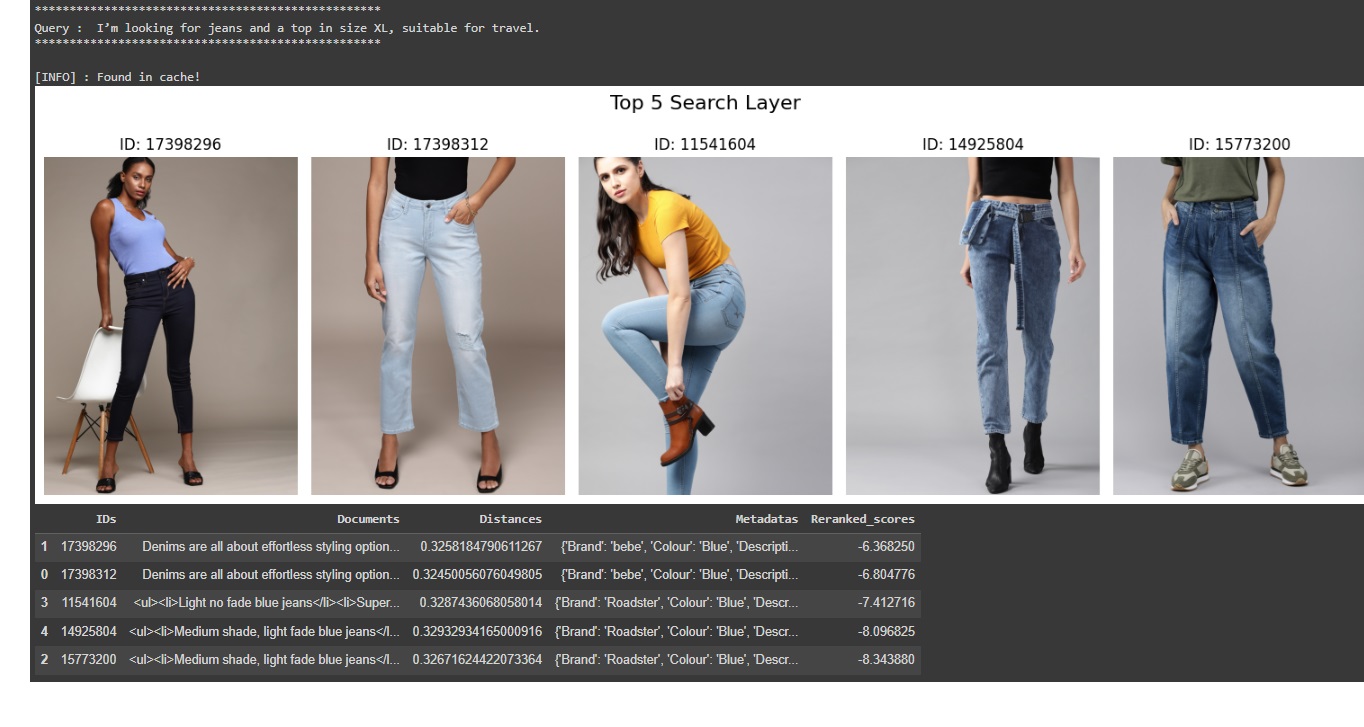 **************************************************
Query :  I’m looking for jeans and a top in size XL, suitable for travel.
**************************************************
[INFO] : Found in cache!
Top 5 Search Layer
ID: 17398296 ID: 17398312 ID: 11541604 ID: 14925804 ID: 15773200
IDs Documents Distances Metadatas Reranked_scores
1 17398296 Denims are all about effortless styling option... 0.3258184790611267 {'Brand': 'bebe', 'Colour': 'Blue', 'Descripti... -6.368250
0 17398312 Denims are all about effortless styling option... 0.32450056076049805 {'Brand': 'bebe', 'Colour': 'Blue', 'Descripti... -6.804776
3 11541604 <ul><li>Light no fade blue jeans</li><li>Super... 0.3287436068058014 {'Brand': 'Roadster', 'Colour': 'Blue', 'Descr... -7.412716
4 14925804 <ul><li>Medium shade, light fade blue jeans</l... 0.32932934165000916 {'Brand': 'Roadster', 'Colour': 'Blue', 'Descr... -8.096825
2 15773200 <ul><li>Medium shade, light fade blue jeans</l... 0.32671624422073364 {'Brand': 'Roadster', 'Colour': 'Blue', 'Descr... -8.343880